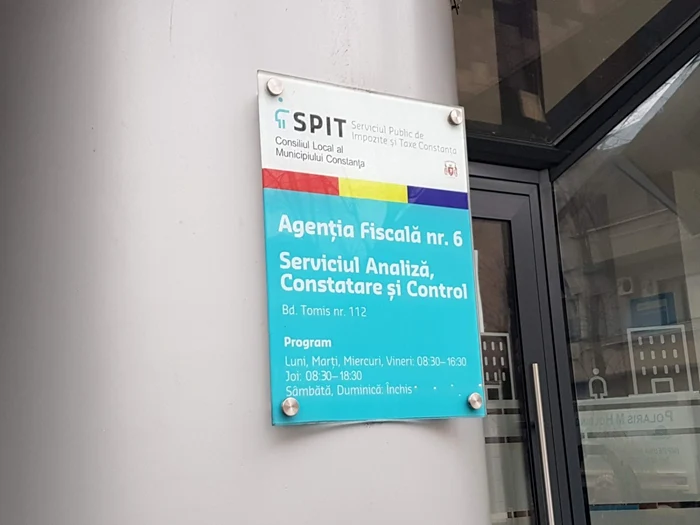 SPIT
Serviciul Public de
Impozite și Taxe Constanța
Consiliul Local al
Municipiului Constanța
Agenția Fiscală nr. 6
Serviciul Analiză,
Constatare și Control
Bd. Tomis nr. 112
Program
Luni, Marți, Miercuri, Vineri: 08:30–16:30
Joi: 08:30–18:30
Sâmbătă, Duminică: Închis
POLARIS M